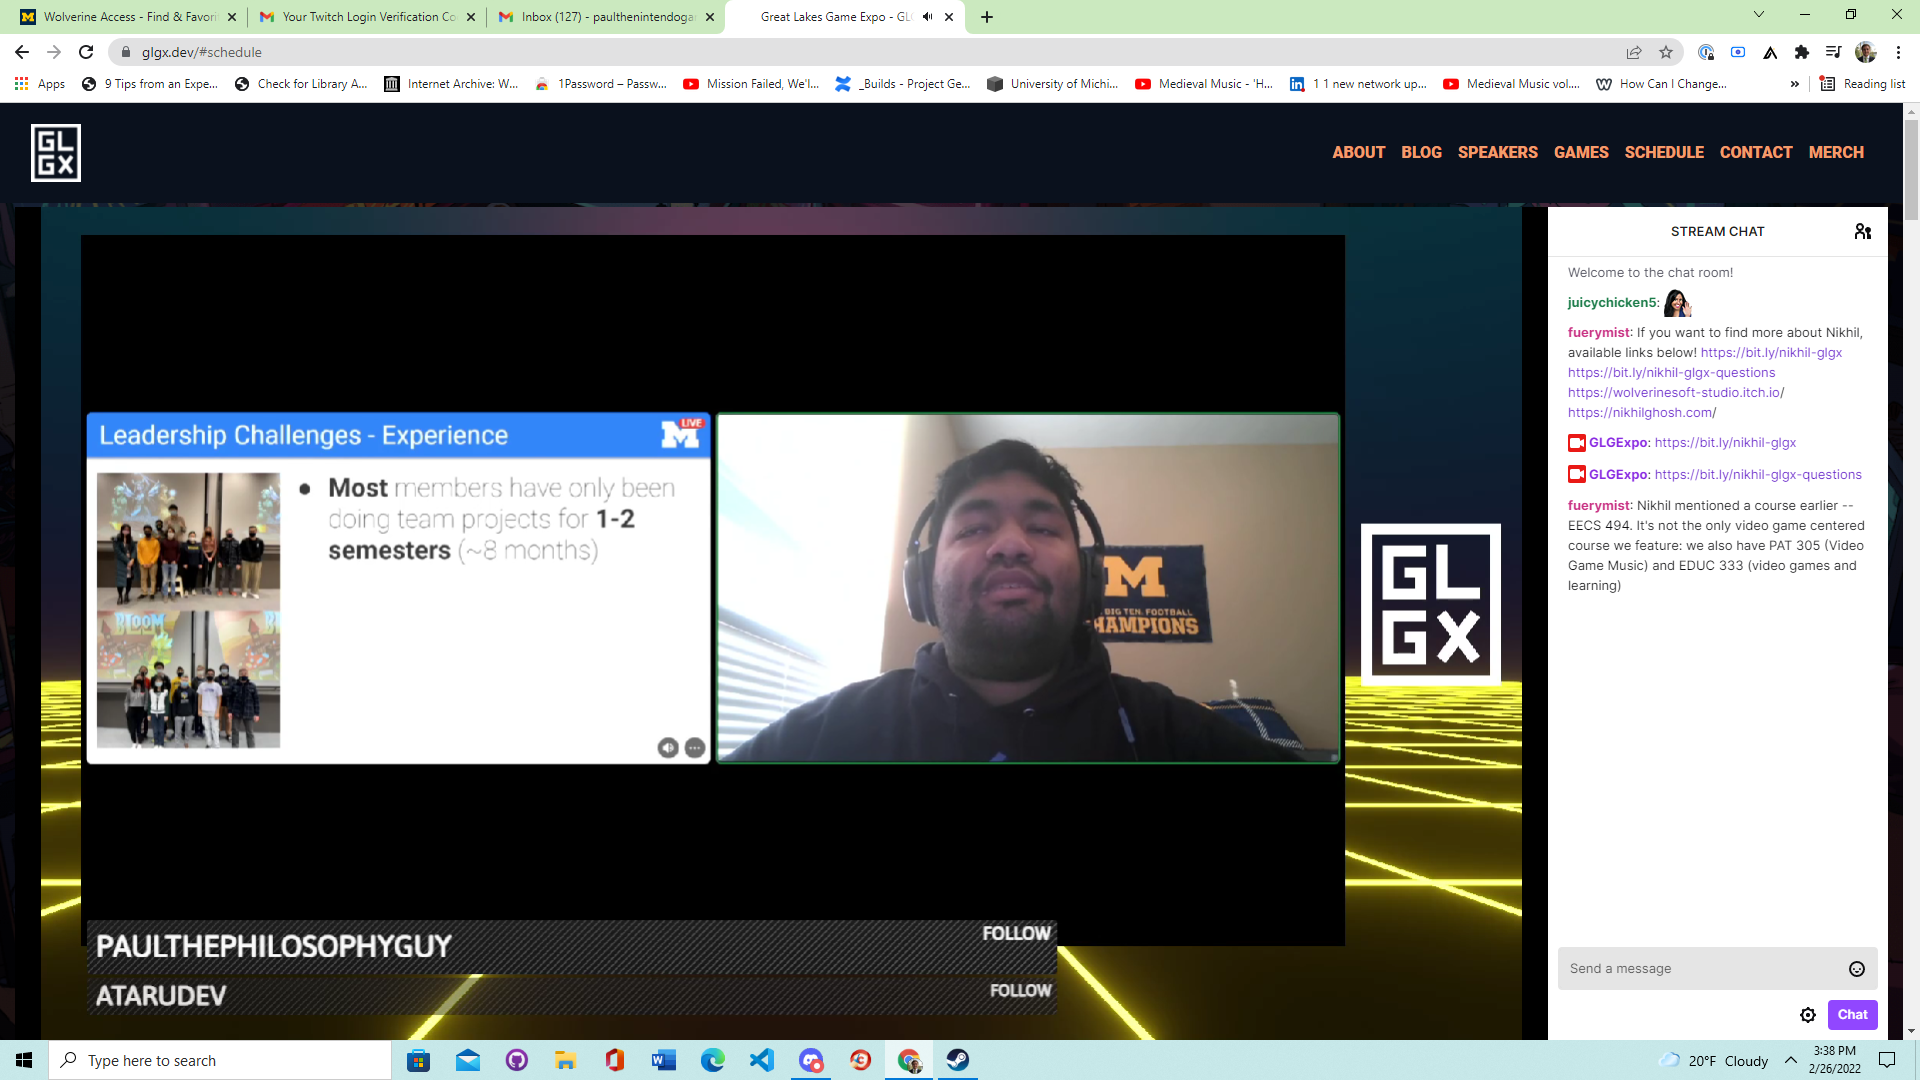 Wolverine Access - Find & Favori
Your Twitch Login Verification Co
Inbox (127) - paulthenintendogar
Great Lakes Game Expo - GLG
glgx.dev/#schedule
Apps
9 Tips from an Expe...
Check for Library A...
Internet Archive: W...
1Password – Passw...
Mission Failed, We'l...
_Builds - Project Ge...
University of Michi...
Medieval Music - 'H...
1 1 new network up...
Medieval Music vol....
How Can I Change...
»
Reading list
GL
GX
ABOUT
BLOG
SPEAKERS
GAMES
SCHEDULE
CONTACT
MERCH
Leadership Challenges - Experience
M LIVE
• Most members have only been
doing team projects for 1-2
semesters (~8 months)
BLOOM
M
BIG TEN FOOTBALL
CHAMPIONS
GL
GX
PAULTHEPHILOSOPHYGUY
FOLLOW
ATARUDEV
FOLLOW
STREAM CHAT
Welcome to the chat room!
juicychicken5:
fuerymist: If you want to find more about Nikhil,
available links below! https://bit.ly/nikhil-glgx
https://bit.ly/nikhil-glgx-questions
https://wolverinesoft-studio.itch.io/
https://nikhilghosh.com/
GLGExpo: https://bit.ly/nikhil-glgx
GLGExpo: https://bit.ly/nikhil-glgx-questions
fuerymist: Nikhil mentioned a course earlier --
EECS 494. It's not the only video game centered
course we feature: we also have PAT 305 (Video
Game Music) and EDUC 333 (video games and
learning)
Send a message
Chat
Type here to search
20°F Cloudy
3:38 PM
2/26/2022